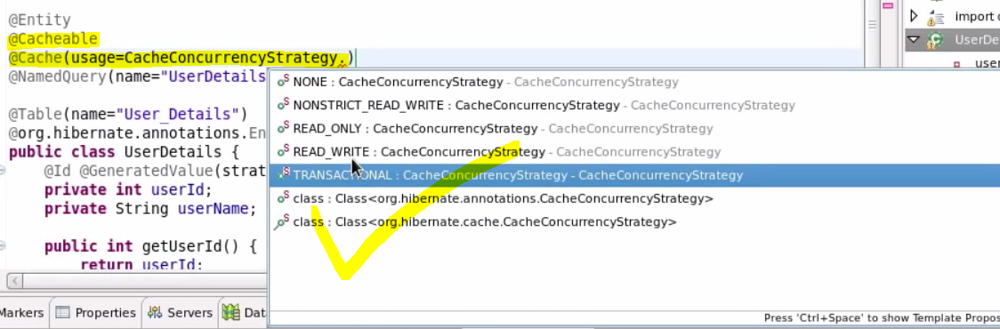 @Entity
@Cacheable
@Cache(usage=CacheConcurrencyStrategy.)
@NamedQuery(name="UserDetails
@Table(name="User_Details")
@org.hibernate.annotations.En
public class UserDetails {
@Id @GeneratedValue(strat
private int userId;
private String userName;
public int getUserId() {
return userId;
NONE : CacheConcurrencyStrategy - CacheConcurrencyStrategy
NONSTRICT_READ_WRITE : CacheConcurrencyStrategy - CacheConcurrencyStrategy
READ_ONLY : CacheConcurrencyStrategy - CacheConcurrencyStrategy
READ_WRITE : CacheConcurrencyStrategy - CacheConcurrencyStrategy
TRANSACTIONAL : CacheConcurrencyStrategy - CacheConcurrencyStrategy
class : Class<org.hibernate.annotations.CacheConcurrencyStrategy>
class : Class<org.hibernate.cache.CacheConcurrencyStrategy>
Press 'Ctrl+Space' to show Template Propos
import
UserDe
user
Markers Properties Servers Dat